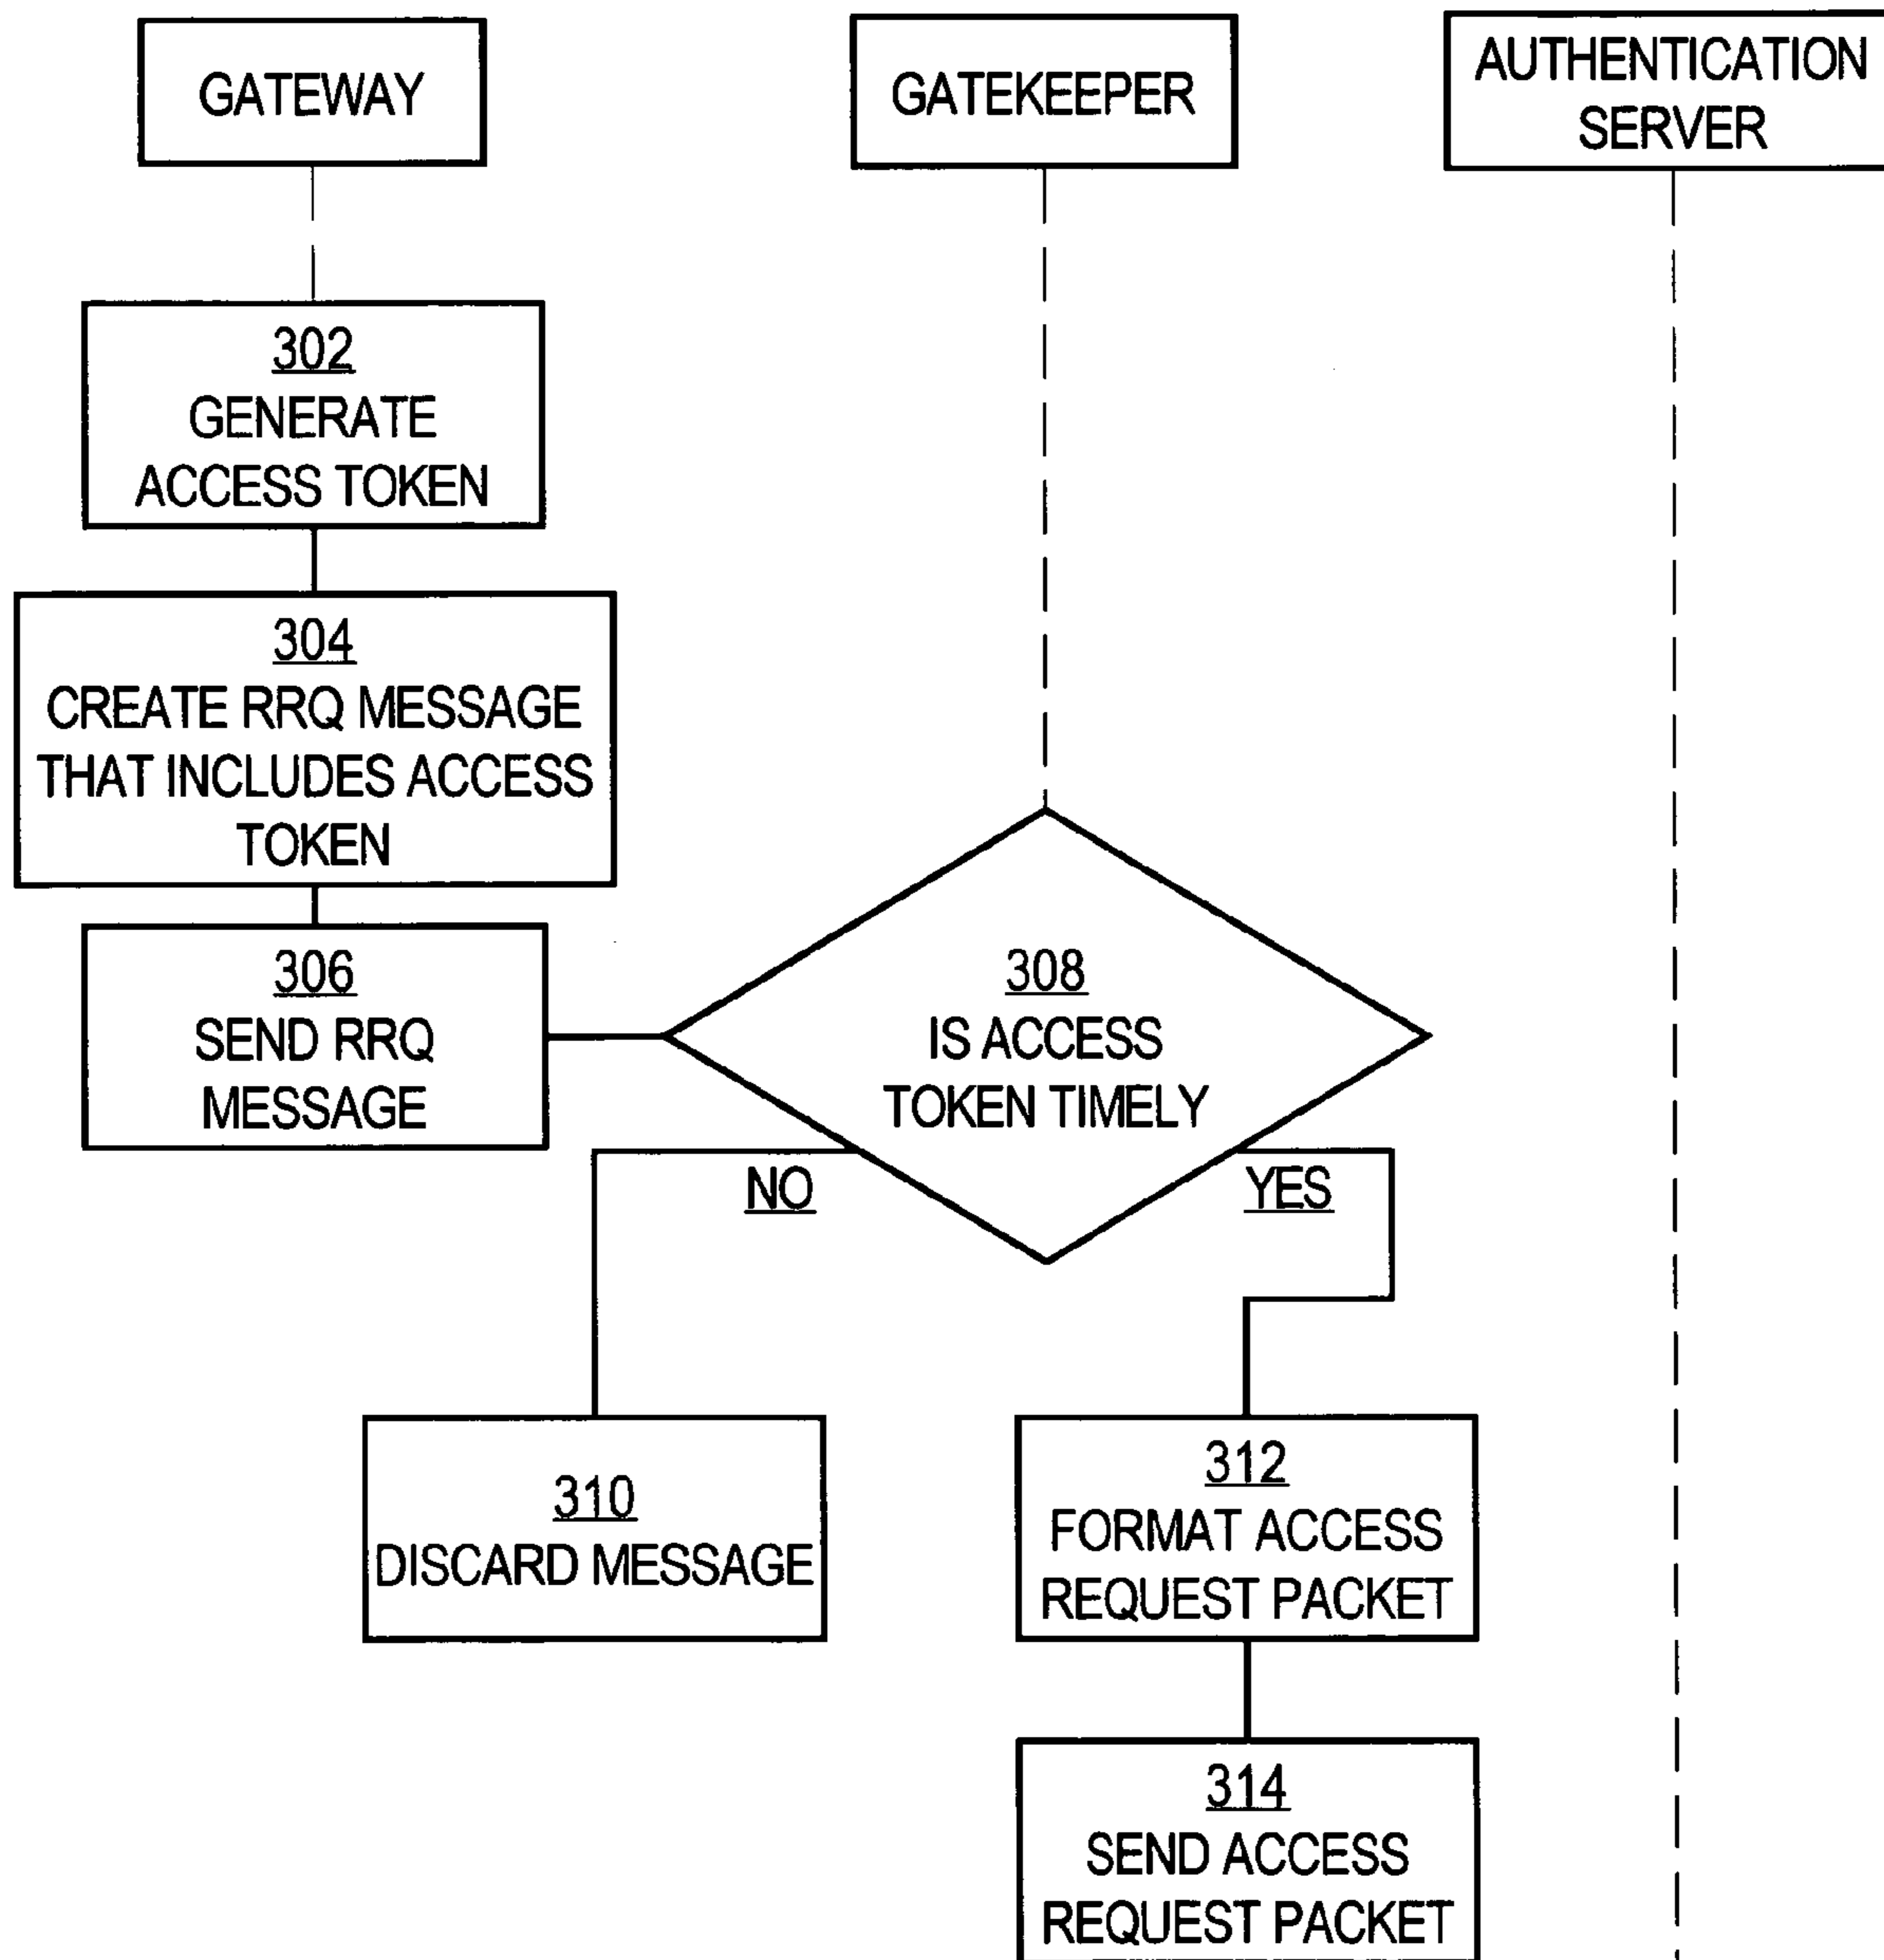 GATEWAY
GATEKEEPER
AUTHENTICATION
SERVER
302
GENERATE
ACCESS TOKEN
304
CREATE RRQ MESSAGE
THAT INCLUDES ACCESS
TOKEN
306
SEND RRQ
MESSAGE
308
IS ACCESS
TOKEN TIMELY
NO
YES
310
DISCARD MESSAGE
312
FORMAT ACCESS
REQUEST PACKET
314
SEND ACCESS
REQUEST PACKET